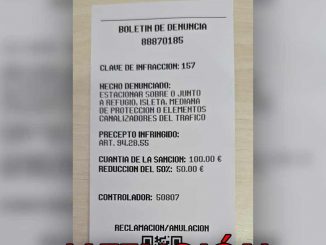 BOLETIN DE DENUNCIA
88870185
CLAVE DE INFRACCION: 157
HECHO DENUNCIADO:
ESTACIONAR SOBRE O JUNTO
A REFUGIO, ISLETA, MEDIANA
DE PROTECCION O ELEMENTOS
CANALIZADORES DEL TRAFICO
PRECEPTO INFRINGIDO:
ART. 94.2B.5S
CUANTIA DE LA SANCION: 100.00 €
REDUCCION DEL 50%: 50.00 €
CONTROLADOR: 50807
RECLAMACION/ANULACION